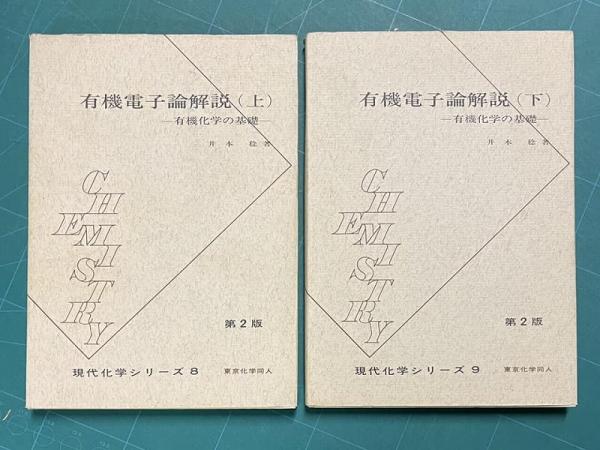 有機電子論解説(上)
―有機化学の基礎―
井本 稔著
CHEMISTRY
第2版
現代化学シリーズ 8
東京化学同人
有機電子論解説(下)
―有機化学の基礎―
井本 稔著
CHEMISTRY
第2版
現代化学シリーズ 9
東京化学同人